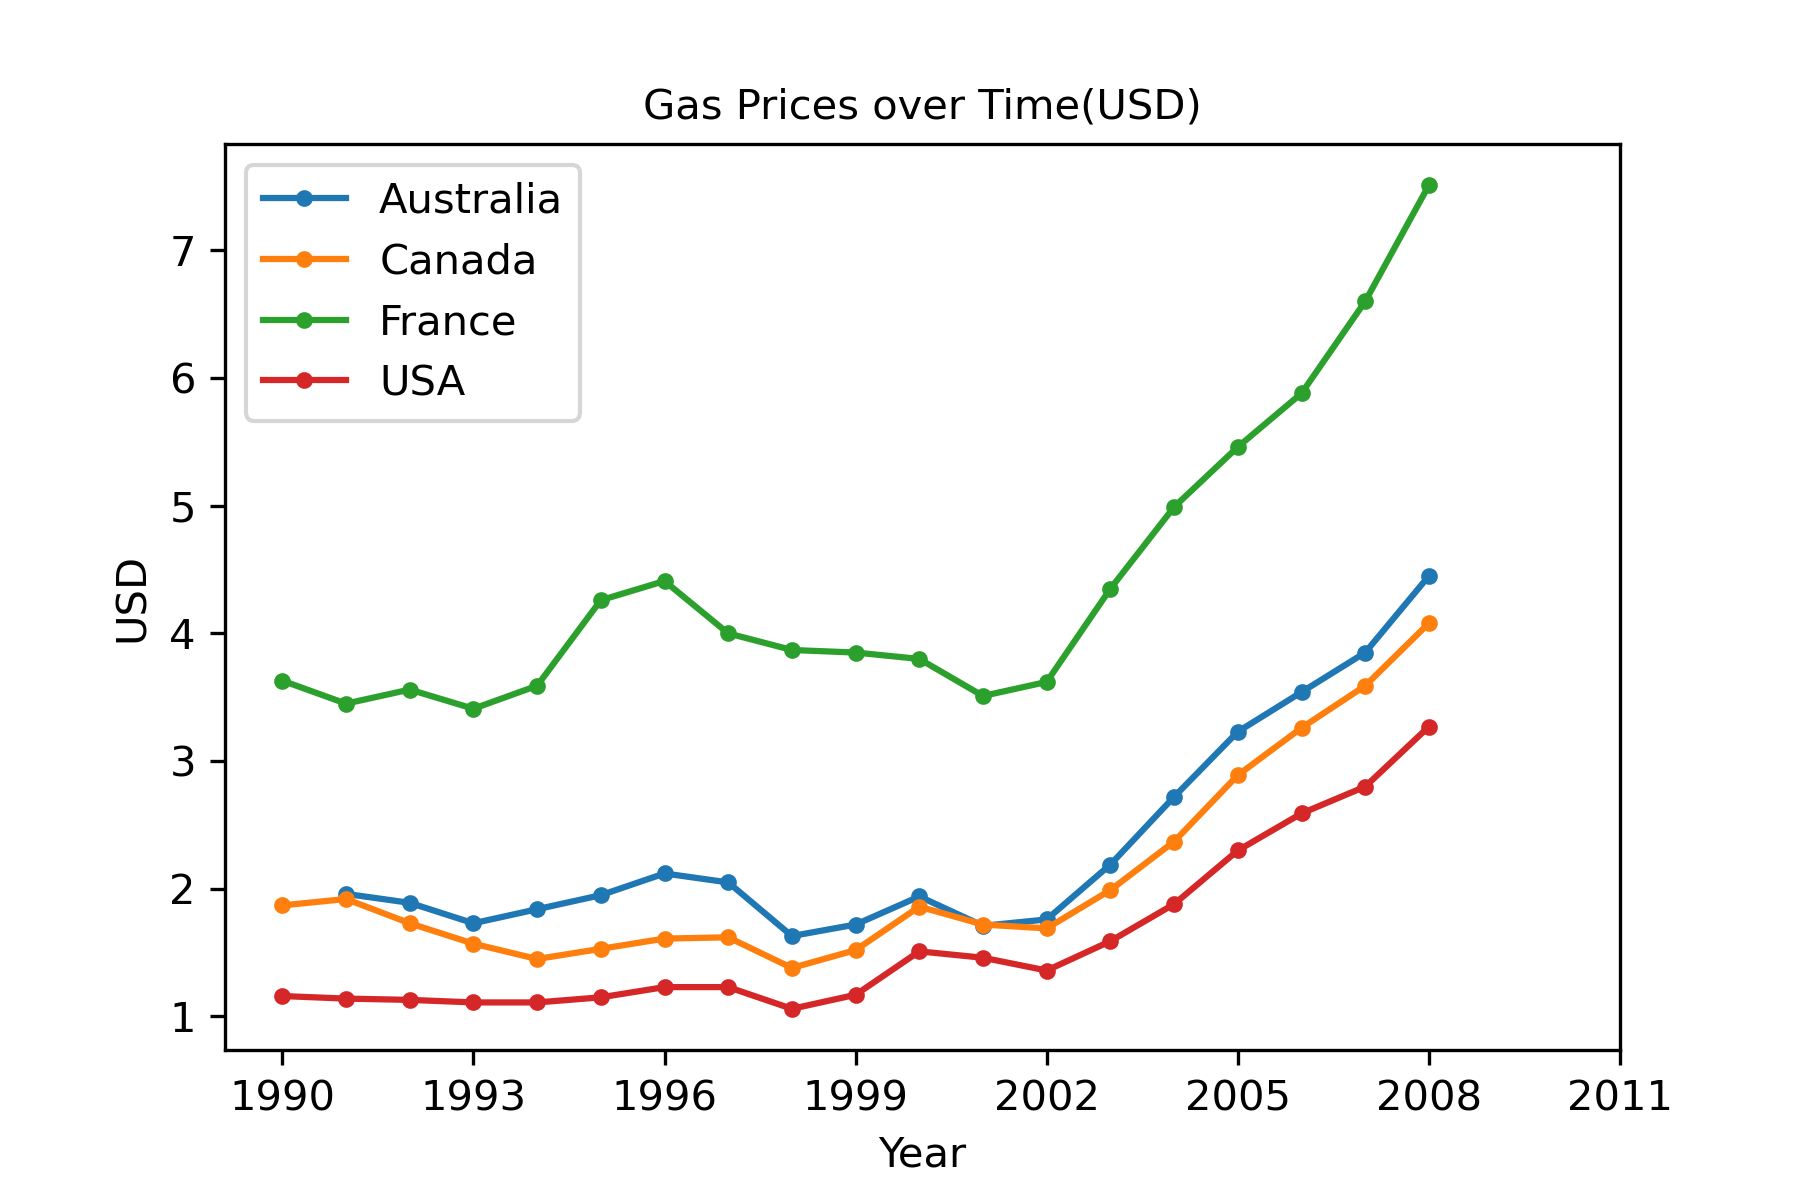 Gas Prices over Time(USD)
Australia
Canada
France
USA
7
6
5
4
3
2
1
USD
1990 1993 1996 1999 2002 2005 2008 2011
Year